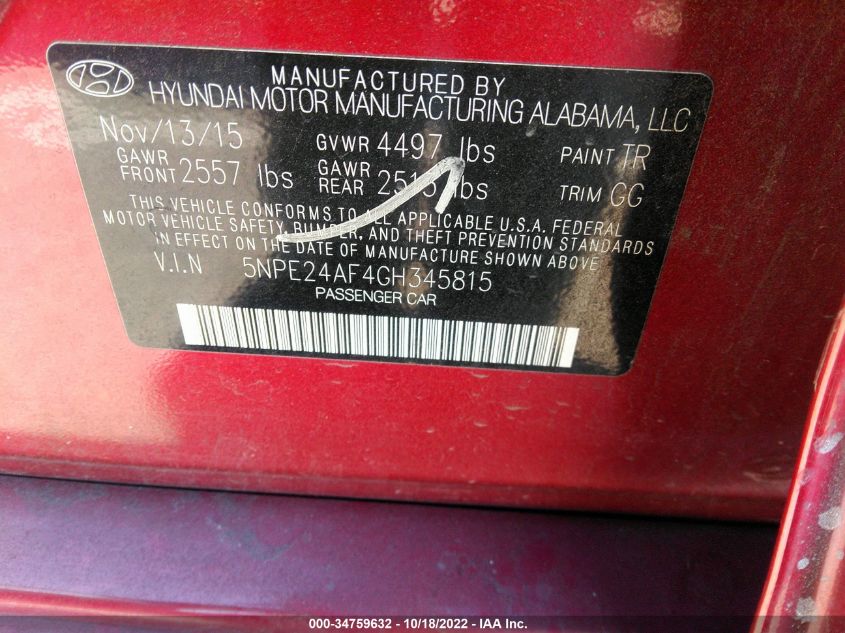 MANUFACTURED BY
HYUNDAI MOTOR MANUFACTURING ALABAMA, LLC
Nov/13/15 GVWR 4497 lbs PAINT TR
GAWR FRONT 2557 lbs GAWR REAR lbs TRIM GG
THIS VEHICLE CONFORMS TO ALL APPLICABLE U.S.A. FEDERAL
MOTOR VEHICLE SAFETY, BUMPER, AND THEFT PREVENTION STANDARDS
IN EFFECT ON THE DATE OF MANUFACTURE SHOWN ABOVE
V.I.N 5NPE24AF4GH345815
PASSENGER CAR
000-34759632 - 10/18/2022 - IAA Inc.